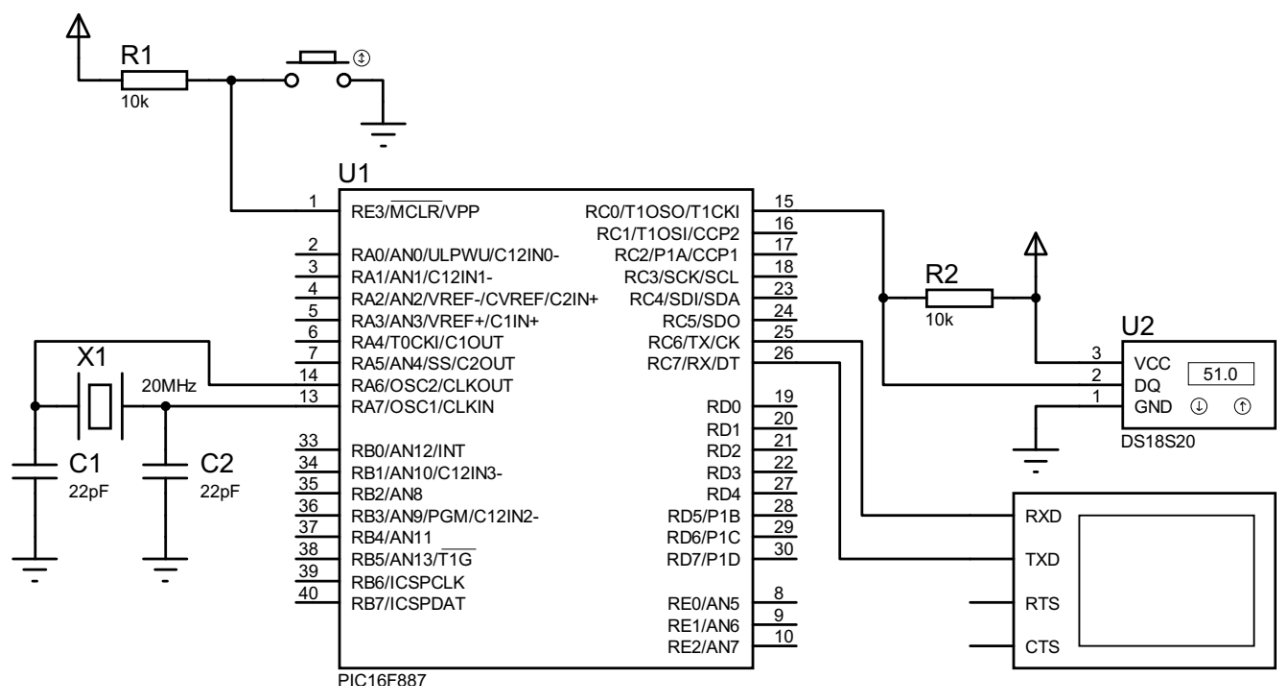 R1
10k
U1
1
RE3/MCLR/VPP
2
RA0/AN0/ULPWU/C12IN0-
3
RA1/AN1/C12IN1-
4
RA2/AN2/VREF-/CVREF/C2IN+
5
RA3/AN3/VREF+/C1IN+
6
RA4/T0CKI/C1OUT
7
RA5/AN4/SS/C2OUT
14
RA6/OSC2/CLKOUT
13
RA7/OSC1/CLKIN
33
RB0/AN12/INT
34
RB1/AN10/C12IN3-
35
RB2/AN8
36
RB3/AN9/PGM/C12IN2-
37
RB4/AN11
38
RB5/AN13/T1G
39
RB6/ICSPCLK
40
RB7/ICSPDAT
RC0/T1OSO/T1CKI
15
RC1/T1OSI/CCP2
16
RC2/P1A/CCP1
17
RC3/SCK/SCL
18
RC4/SDI/SDA
23
RC5/SDO
24
RC6/TX/CK
25
RC7/RX/DT
26
RD0
19
RD1
20
RD2
21
RD3
22
RD4
27
RD5/P1B
28
RD6/P1C
29
RD7/P1D
30
RE0/AN5
8
RE1/AN6
9
RE2/AN7
10
PIC16F887
X1
20MHz
C1
22pF
C2
22pF
R2
10k
U2
3
VCC
2
DQ
1
GND
51.0
DS18S20
RXD
TXD
RTS
CTS